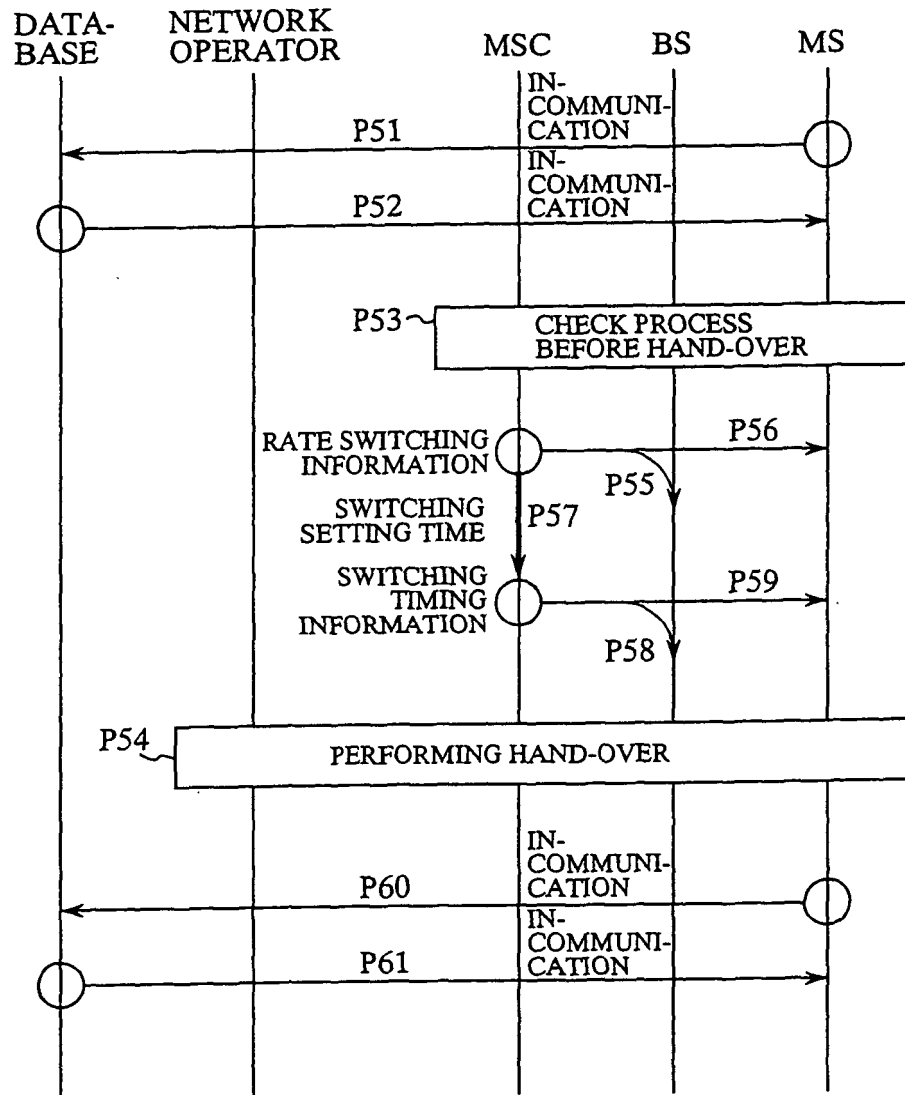 DATA-
BASE
NETWORK
OPERATOR
MSC
BS
MS
IN-
COMMUNI-
CATION
P51
IN-
COMMUNI-
CATION
P52
P53
CHECK PROCESS
BEFORE HAND-OVER
RATE SWITCHING
INFORMATION
P56
P55
SWITCHING
SETTING TIME
P57
SWITCHING
TIMING
INFORMATION
P59
P58
P54
PERFORMING HAND-OVER
IN-
COMMUNI-
CATION
P60
IN-
COMMUNI-
CATION
P61